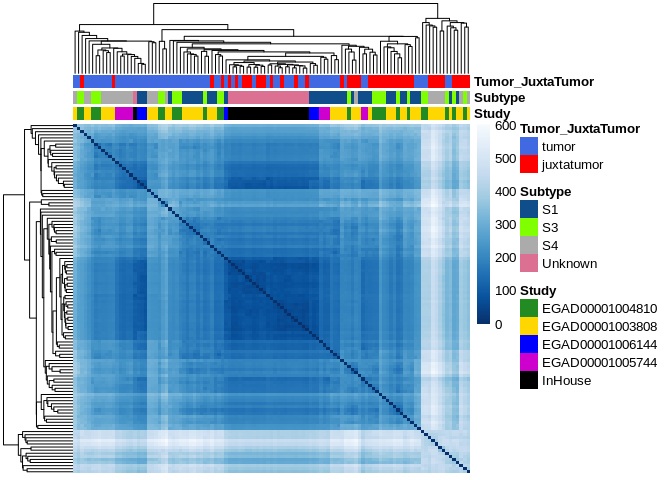 Tumor_JuxtaTumor
Subtype
Study
600
500
400
300
200
100
0
Tumor_JuxtaTumor
tumor
juxtatumor
Subtype
S1
S3
S4
Unknown
Study
EGAD00001004810
EGAD00001003808
EGAD00001006144
EGAD00001005744
InHouse